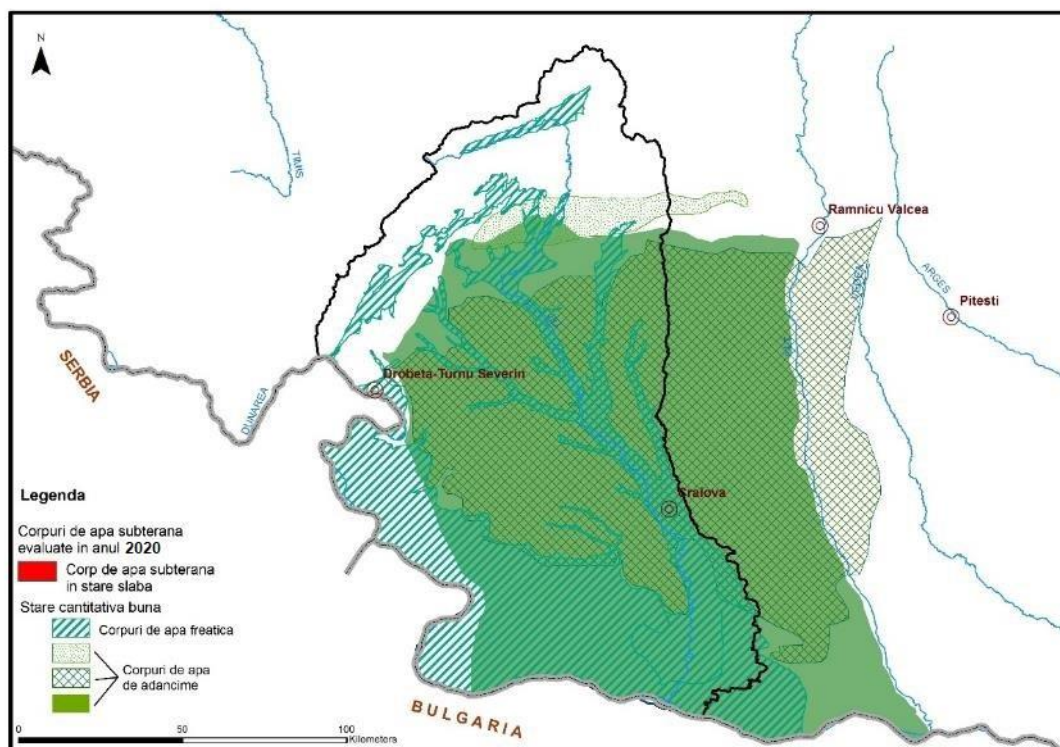 N
TIMIS
Ramnicu Valcea
VEDEA
ARGES
Pitesti
SERBIA
DUNAREA
Drobeta-Turnu Severin
Craiova
Legenda
Corpuri de apa subterana
evaluate in anul 2020
Corp de apa subterana
in stare slaba
Stare cantitativa buna
Corpuri de apa freatica
Corpuri de apa
de adancime
BULGARIA
0 50 100
Kilometers